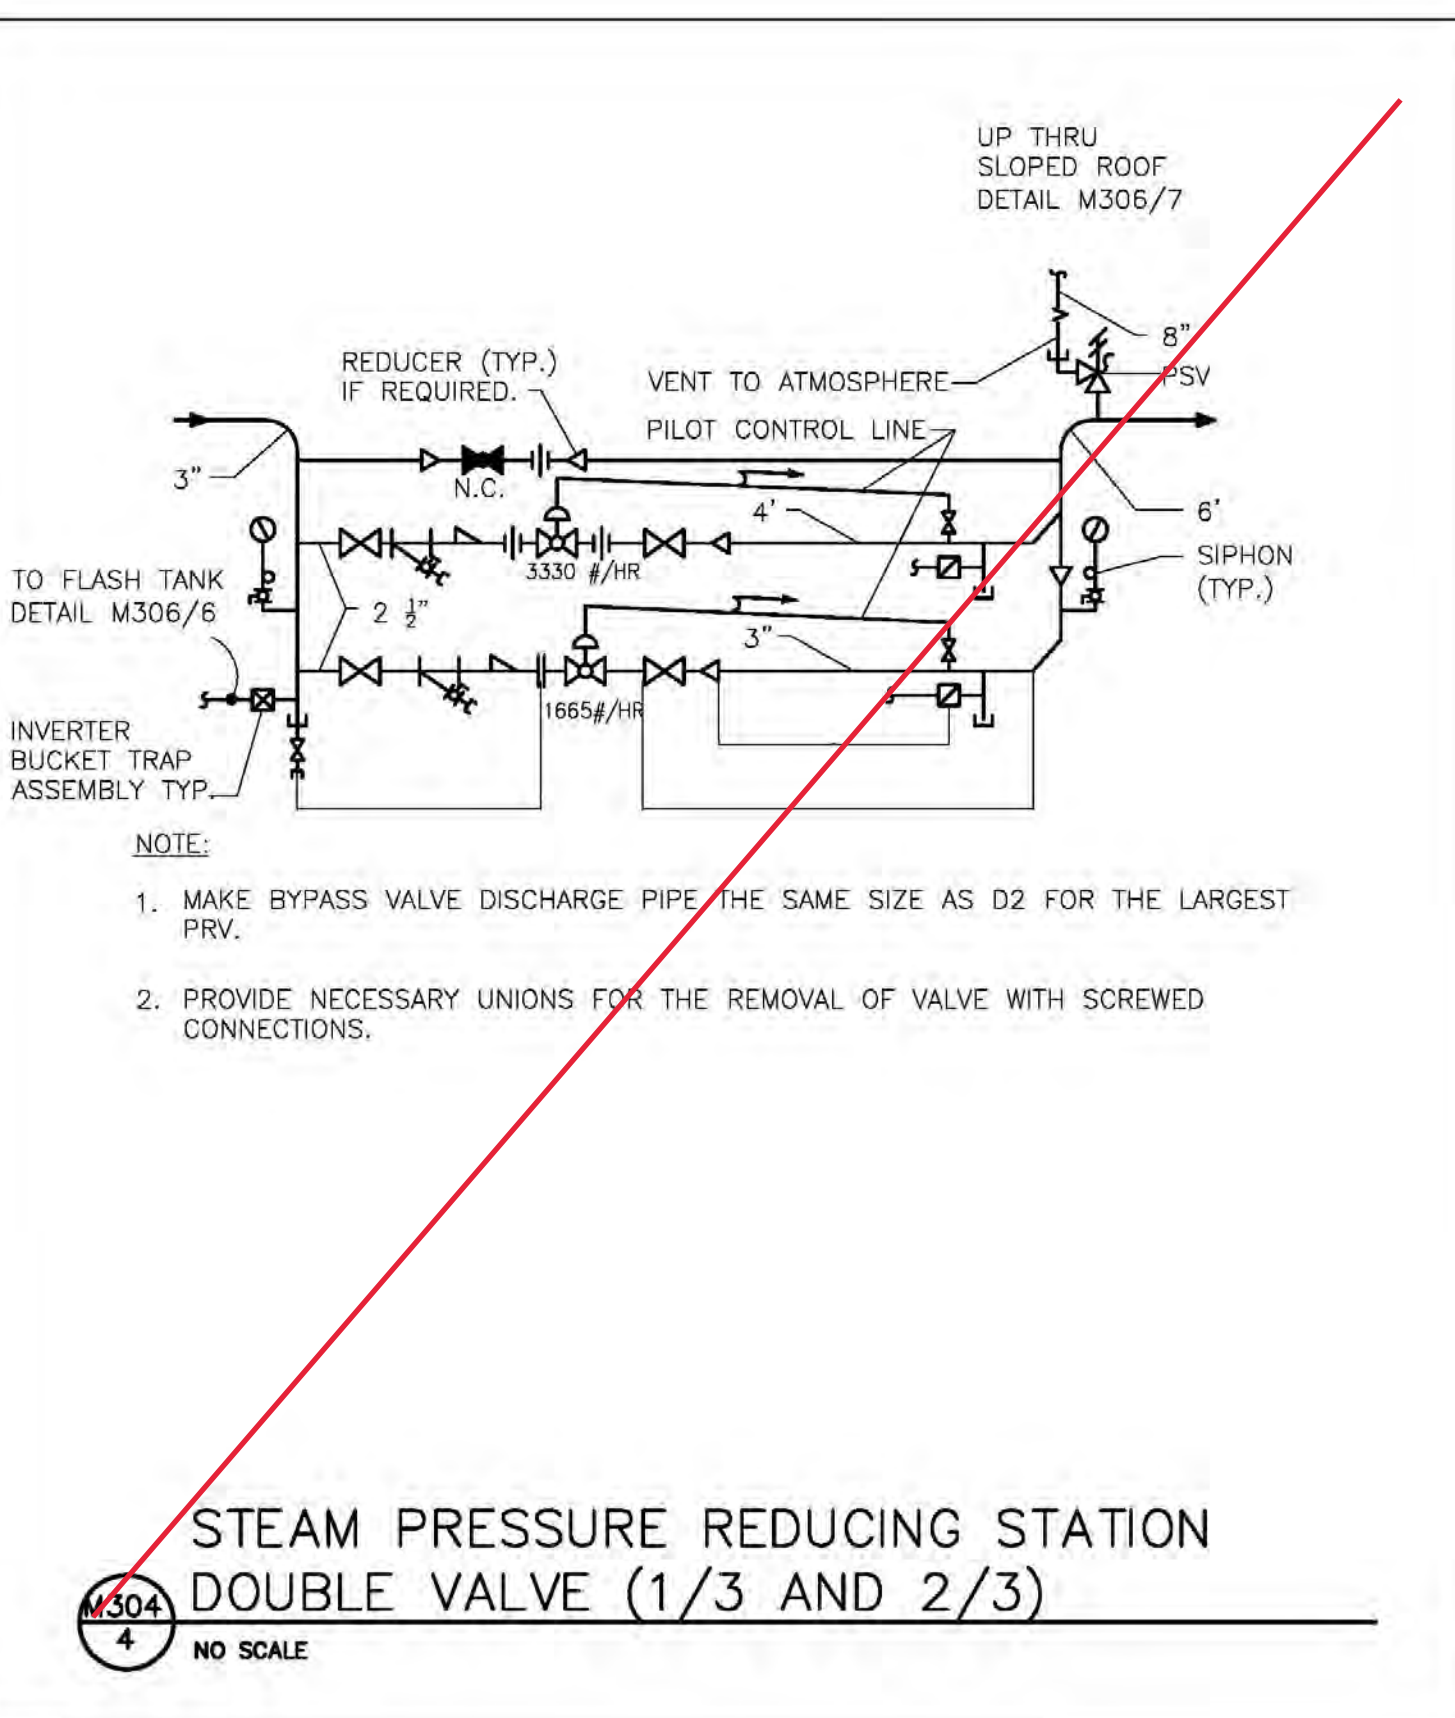 UP THRU
SLOPED ROOF
DETAIL M306/7
8"
REDUCER (TYP.)
IF REQUIRED.
VENT TO ATMOSPHERE
PSV
PILOT CONTROL LINE
3"
N.C.
4'
6'
3330 #/HR
SIPHON
(TYP.)
TO FLASH TANK
DETAIL M306/6
2 ½"
3"
1665#/HR
INVERTER
BUCKET TRAP
ASSEMBLY TYP.
NOTE:
1. MAKE BYPASS VALVE DISCHARGE PIPE THE SAME SIZE AS D2 FOR THE LARGEST
PRV.
2. PROVIDE NECESSARY UNIONS FOR THE REMOVAL OF VALVE WITH SCREWED
CONNECTIONS.
STEAM PRESSURE REDUCING STATION
DOUBLE VALVE (1/3 AND 2/3)
M304
4
NO SCALE